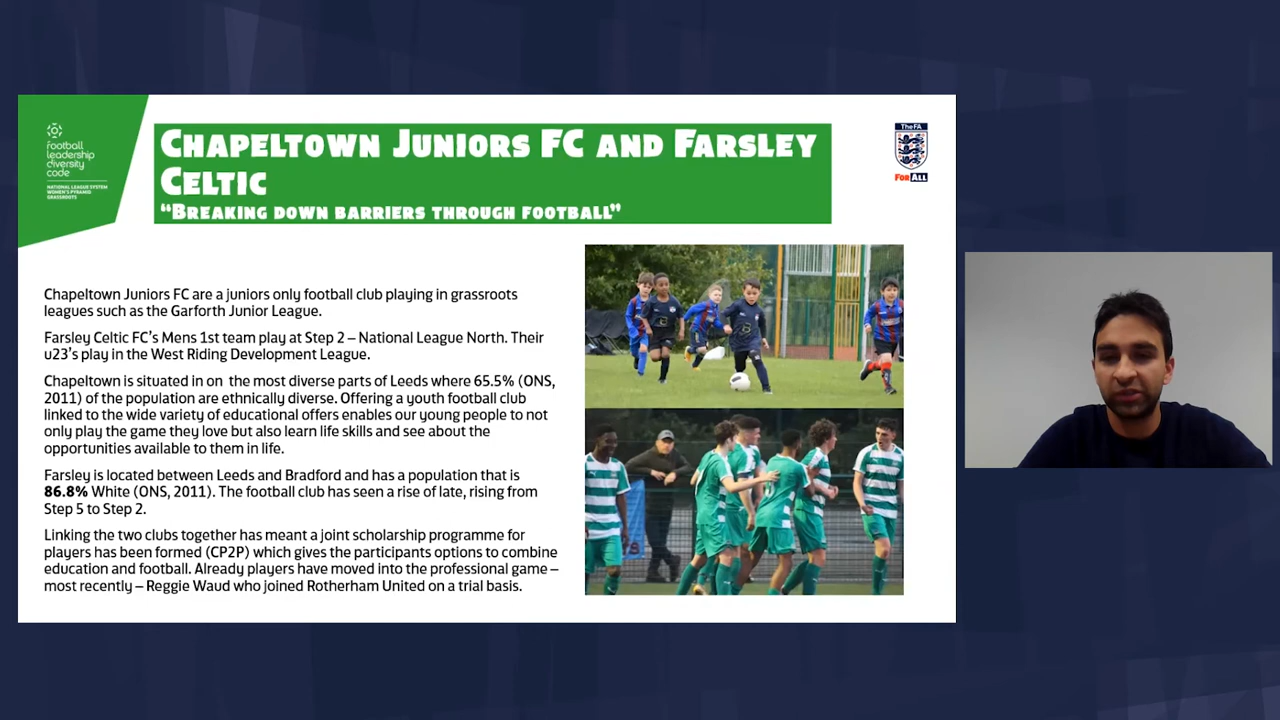 football
leadership
diversity
code
NATIONAL LEAGUE SYSTEM
WOMEN'S PYRAMID
GRASSROOTS
Chapeltown Juniors FC and Farsley
Celtic
“Breaking down barriers through football”
The FA
For All
Chapeltown Juniors FC are a juniors only football club playing in grassroots
leagues such as the Garforth Junior League.
Farsley Celtic FC’s Mens 1st team play at Step 2 – National League North. Their
u23’s play in the West Riding Development League.
Chapeltown is situated in on the most diverse parts of Leeds where 65.5% (ONS,
2011) of the population are ethnically diverse. Offering a youth football club
linked to the wide variety of educational offers enables our young people to not
only play the game they love but also learn life skills and see about the
opportunities available to them in life.
Farsley is located between Leeds and Bradford and has a population that is
86.8% White (ONS, 2011). The football club has seen a rise of late, rising from
Step 5 to Step 2.
Linking the two clubs together has meant a joint scholarship programme for
players has been formed (CP2P) which gives the participants options to combine
education and football. Already players have moved into the professional game –
most recently – Reggie Waud who joined Rotherham United on a trial basis.